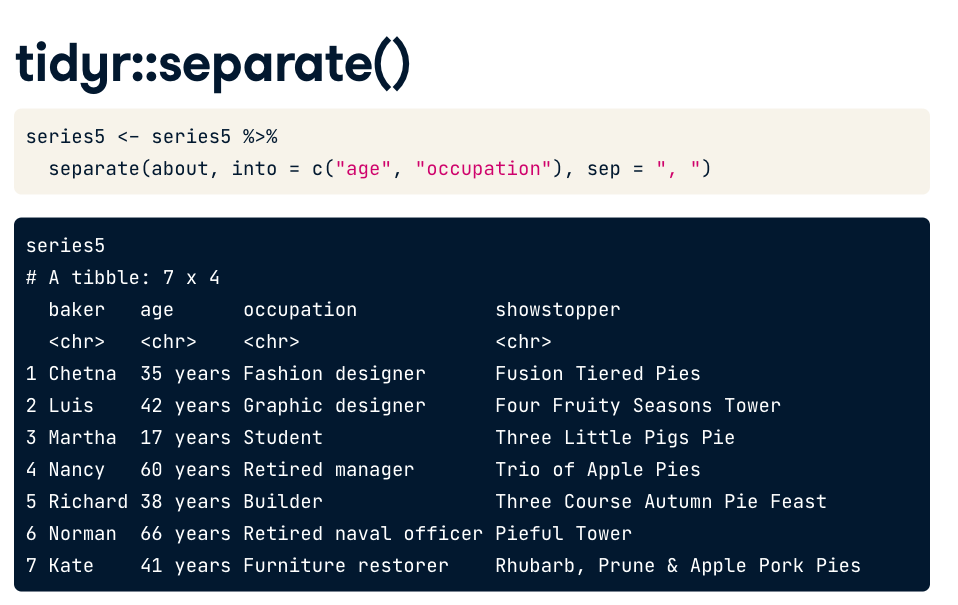 tidyr::separate()
series5 <- series5 %>%
  separate(about, into = c("age", "occupation"), sep = ", ")
series5
# A tibble: 7 x 4
  baker   age      occupation            showstopper
  <chr>   <chr>    <chr>                 <chr>
1 Chetna  35 years Fashion designer      Fusion Tiered Pies
2 Luis    42 years Graphic designer      Four Fruity Seasons Tower
3 Martha  17 years Student               Three Little Pigs Pie
4 Nancy   60 years Retired manager       Trio of Apple Pies
5 Richard 38 years Builder               Three Course Autumn Pie Feast
6 Norman  66 years Retired naval officer Pieful Tower
7 Kate    41 years Furniture restorer    Rhubarb, Prune & Apple Pork Pies